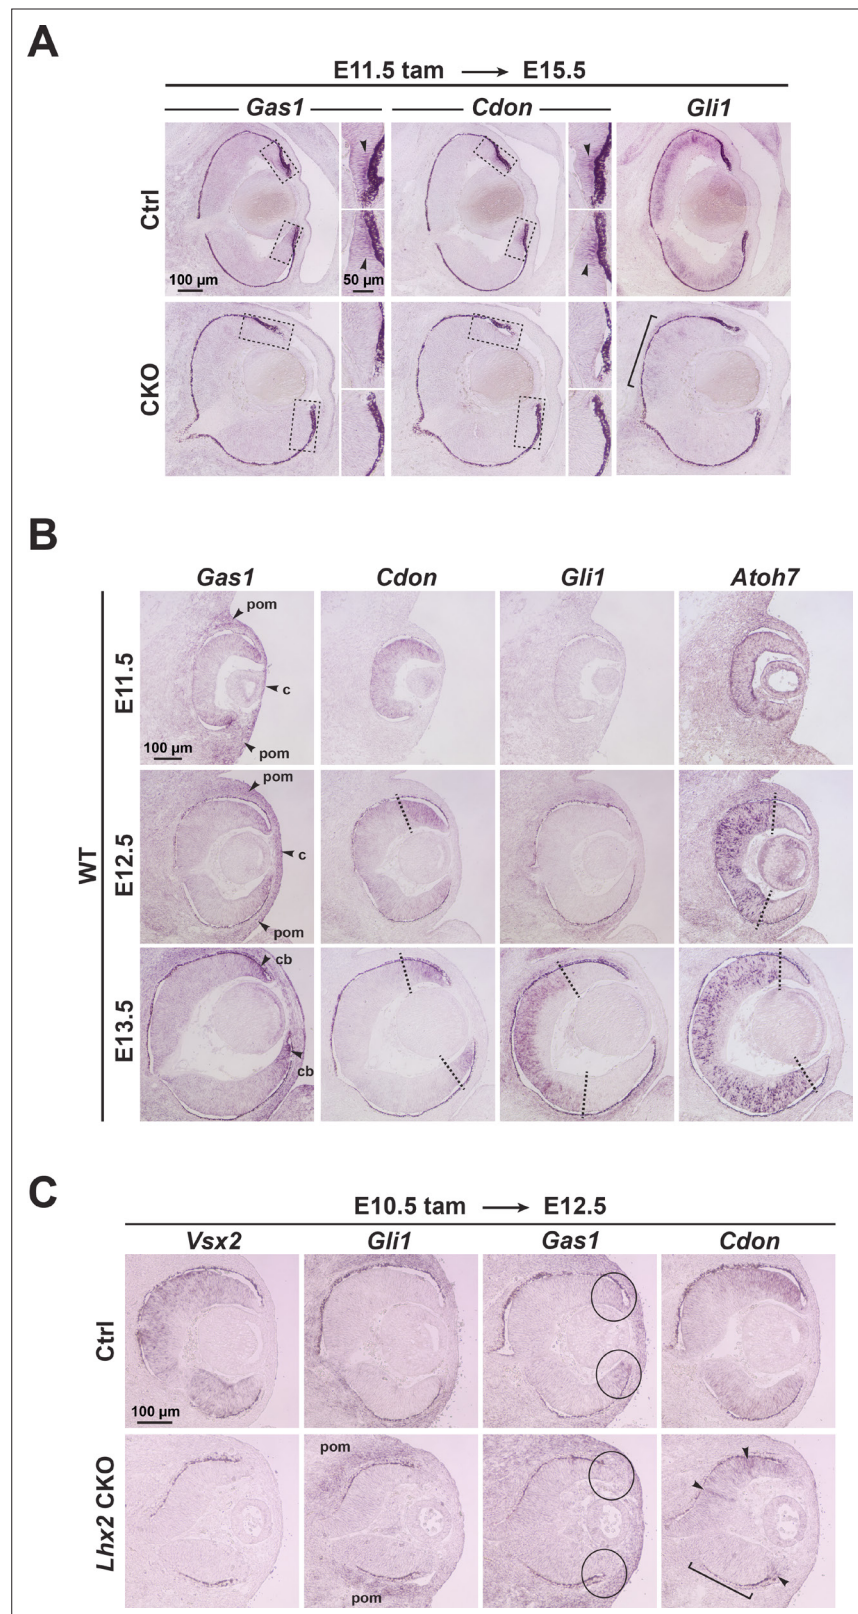 A
E11.5 tam → E15.5
Gas1 Cdon Gli1
Ctrl
100 µm 50 µm
CKO
B
Gas1 Cdon Gli1 Atoh7
WT
E11.5
pom
c
pom
100 µm
E12.5
pom
c
pom
E13.5
cb
cb
C
E10.5 tam → E12.5
Vsx2 Gli1 Gas1 Cdon
Ctrl
100 µm
Lhx2 CKO
pom
pom